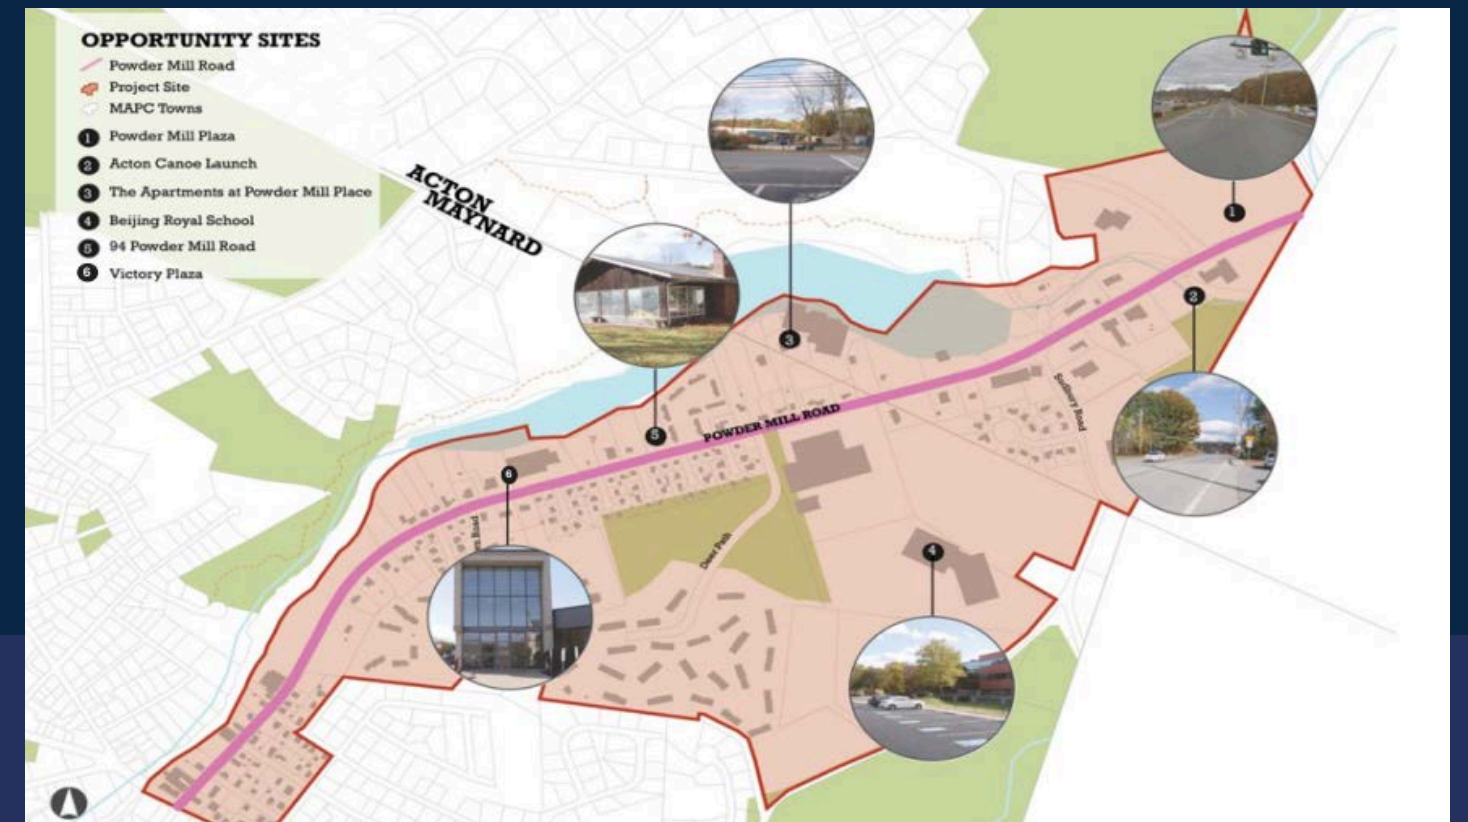 OPPORTUNITY SITES
Powder Mill Road
Project Site
MAPC Towns
1 Powder Mill Plaza
2 Acton Canoe Launch
3 The Apartments at Powder Mill Place
4 Beijing Royal School
5 94 Powder Mill Road
6 Victory Plaza
ACTON
MAYNARD
1
2
3
Sudbury Road
POWDER MILL ROAD
5
6
Road
Deer Path
4